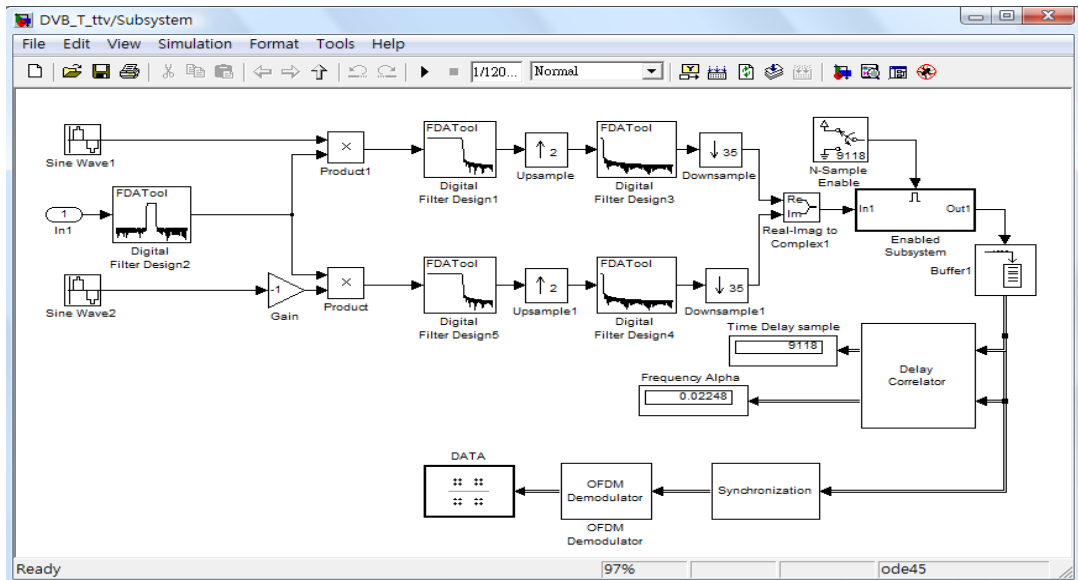 DVB_T_ttv/Subsystem
File Edit View Simulation Format Tools Help
1/120... Normal
Sine Wave1
×
Product1
FDATool
Digital
Filter Design1
2
Upsample
FDATool
Digital
Filter Design3
35
Downsample
9118
N-Sample
Enable
1
In1
FDATool
Digital
Filter Design2
Re
Im
Real-Imag to
Complex1
In1 Out1
Enabled
Subsystem
Buffer1
Sine Wave2
-1
Gain
×
Product
FDATool
Digital
Filter Design5
2
Upsample1
FDATool
Digital
Filter Design4
35
Downsample1
Time Delay sample
9118
Frequency Alpha
0.02248
Delay
Correlator
DATA
OFDM
Demodulator
OFDM
Demodulator
Synchronization
Ready 97% ode45